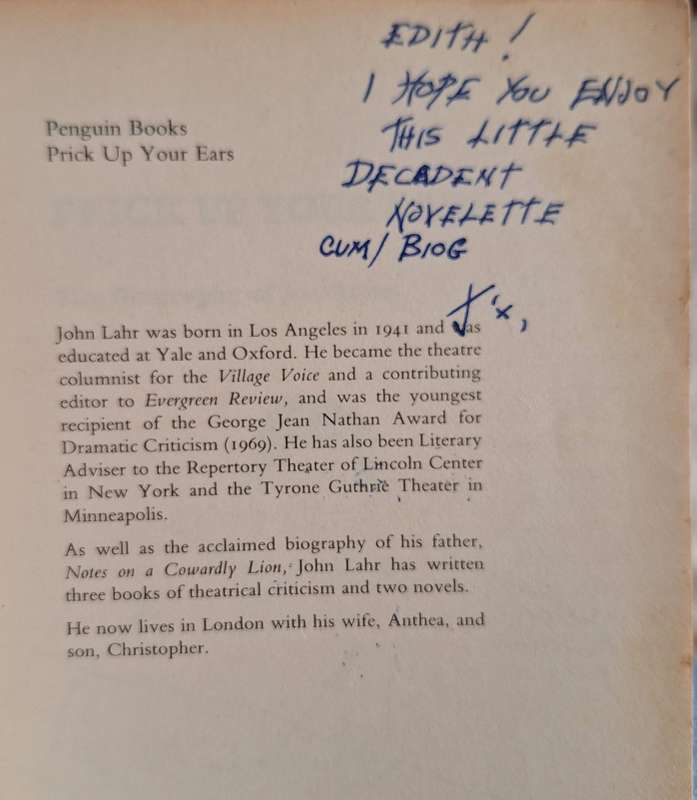 EDITH!
I HOPE YOU ENJOY
THIS LITTLE
DECADENT
NOVELETTE
CUM/ BIOG
Penguin Books
Prick Up Your Ears
John Lahr was born in Los Angeles in 1941 and was
educated at Yale and Oxford. He became the theatre
columnist for the Village Voice and a contributing
editor to Evergreen Review, and was the youngest
recipient of the George Jean Nathan Award for
Dramatic Criticism (1969). He has also been Literary
Adviser to the Repertory Theater of Lincoln Center
in New York and the Tyrone Guthrie Theater in
Minneapolis.
As well as the acclaimed biography of his father,
Notes on a Cowardly Lion, John Lahr has written
three books of theatrical criticism and two novels.
He now lives in London with his wife, Anthea, and
son, Christopher.